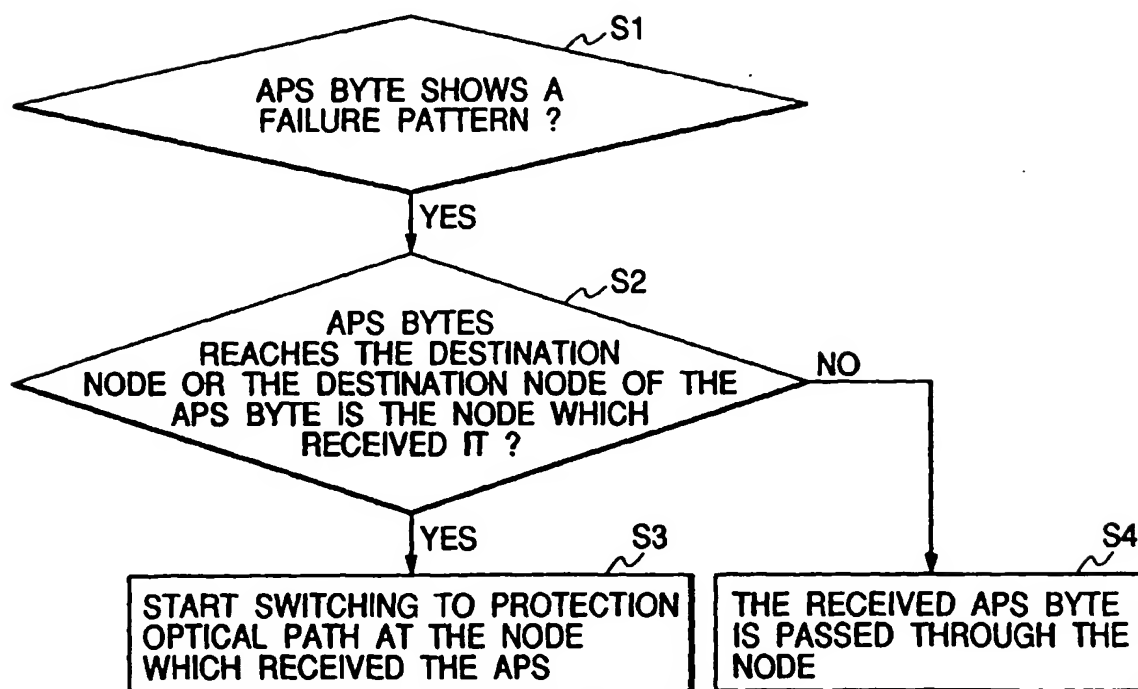 S1
APS BYTE SHOWS A
FAILURE PATTERN ?
YES
S2
APS BYTES
REACHES THE DESTINATION
NODE OR THE DESTINATION NODE OF THE
APS BYTE IS THE NODE WHICH
RECEIVED IT ?
NO
YES
S3
S4
START SWITCHING TO PROTECTION
OPTICAL PATH AT THE NODE
WHICH RECEIVED THE APS
THE RECEIVED APS BYTE
IS PASSED THROUGH THE
NODE